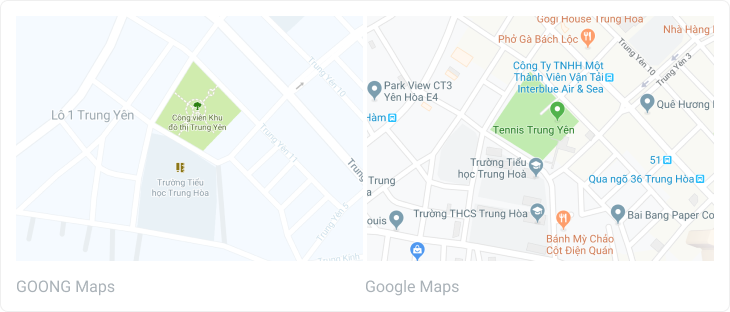 Trung Yên 10
Lô 1 Trung Yên
Công viên Khu
đô thị Trung Yên
Trung Yên 11
Trường Tiểu
học Trung Hòa
Trung Yên 5
Gogi House Trung Hòa
Phở Gà Bách Lộc
Nhà Hàng
Trung Yên 10
Trung Yên 3
Công Ty TNHH Một
Thành Viên Vận Tải
Interblue Air & Sea
Park View CT3
Yên Hòa E4
Quê Hương
Hàm
Tennis Trung Yên
Trường Tiểu
học Trung Hoà
51
Qua ngõ 36 Trung Hòa
Trung
Trường THCS Trung Hòa
ouis
Bai Bang Paper Co
Bánh Mỳ Chảo
Cột Điện Quán
GOONG Maps
Google Maps